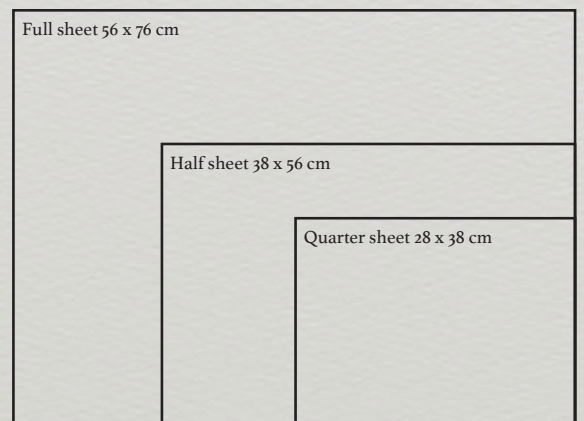 Full sheet 56 x 76 cm
Half sheet 38 x 56 cm
Quarter sheet 28 x 38 cm